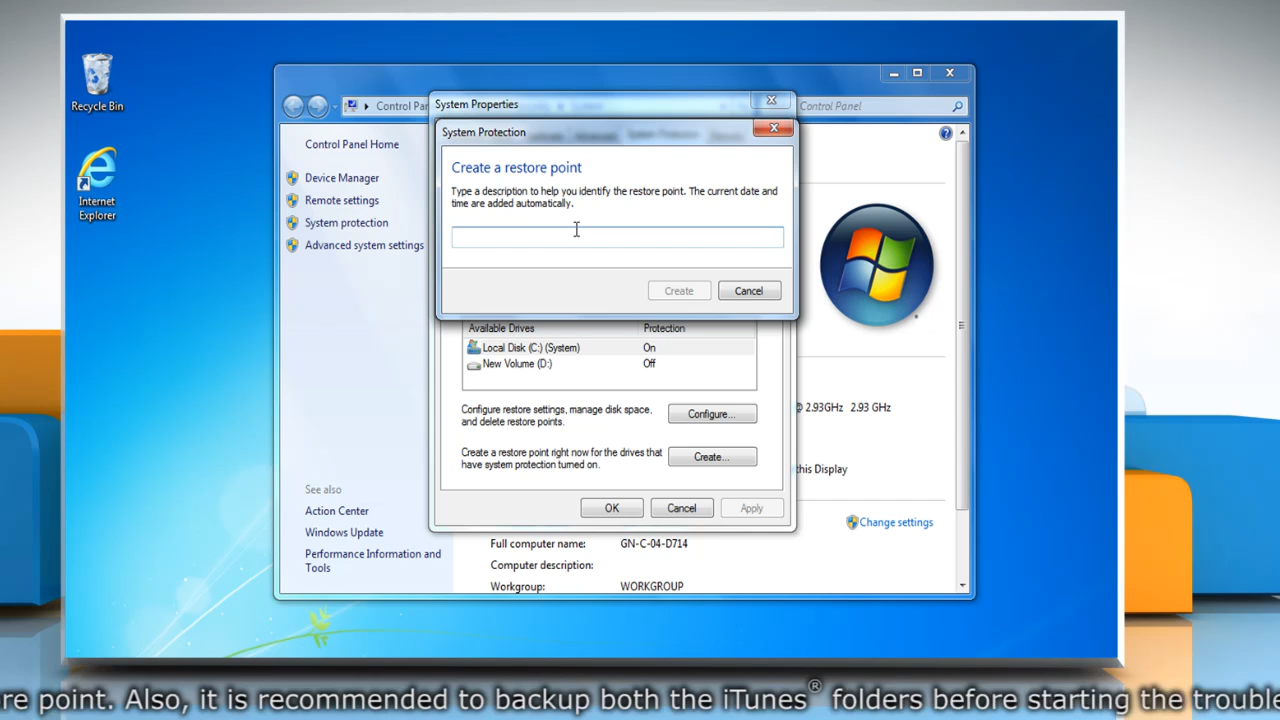 Recycle Bin
Internet
Explorer
Control Pan
Control Panel
System Properties
System Protection
Create a restore point
Type a description to help you identify the restore point. The current date and
time are added automatically.
Create
Cancel
Control Panel Home
Device Manager
Remote settings
System protection
Advanced system settings
Available Drives
Protection
Local Disk (C:) (System)
On
New Volume (D:)
Off
Configure restore settings, manage disk space,
and delete restore points.
Configure...
Create a restore point right now for the drives that
have system protection turned on.
Create...
OK
Cancel
Apply
@ 2.93GHz 2.93 GHz
this Display
Change settings
See also
Action Center
Windows Update
Performance Information and
Tools
Full computer name:
GN-C-04-D714
Computer description:
Workgroup:
WORKGROUP
re point. Also, it is recommended to backup both the iTunes® folders before starting the trouble